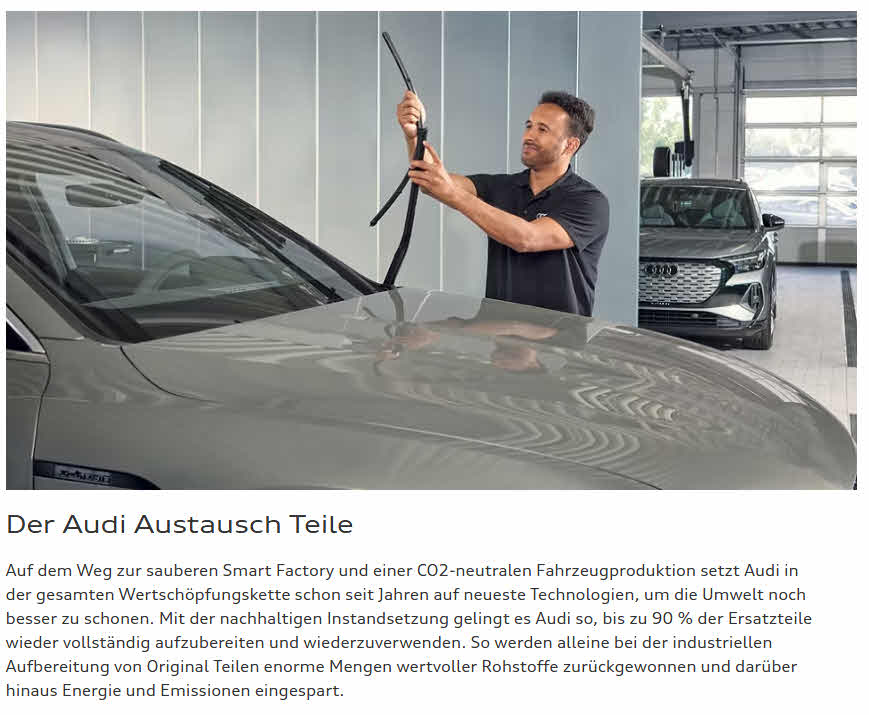 Der Audi Austausch Teile
Auf dem Weg zur sauberen Smart Factory und einer CO2-neutralen Fahrzeugproduktion setzt Audi in
der gesamten Wertschöpfungskette schon seit Jahren auf neueste Technologien, um die Umwelt noch
besser zu schonen. Mit der nachhaltigen Instandsetzung gelingt es Audi so, bis zu 90 % der Ersatzteile
wieder vollständig aufzubereiten und wiederzuverwenden. So werden alleine bei der industriellen
Aufbereitung von Original Teilen enorme Mengen wertvoller Rohstoffe zurückgewonnen und darüber
hinaus Energie und Emissionen eingespart.